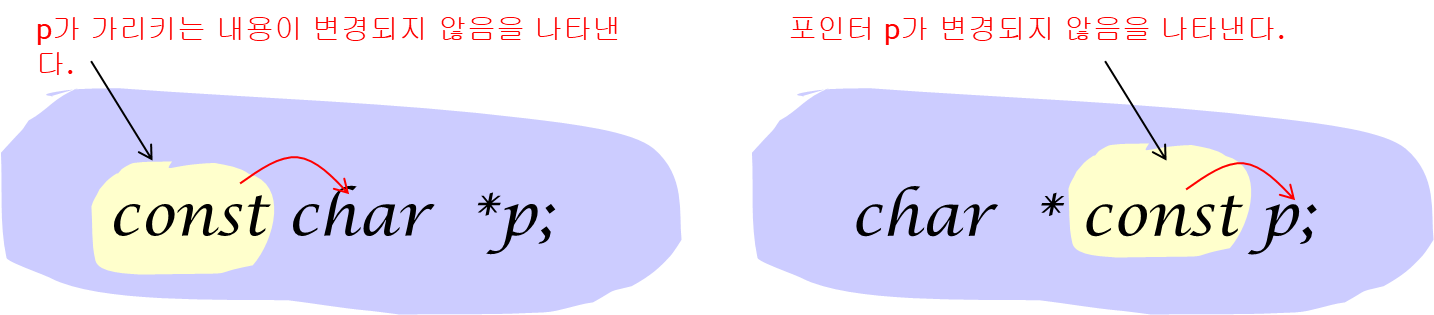 p가 가리키는 내용이 변경되지 않음을 나타낸
다.
const char *p;
포인터 p가 변경되지 않음을 나타낸다.
char * const p;